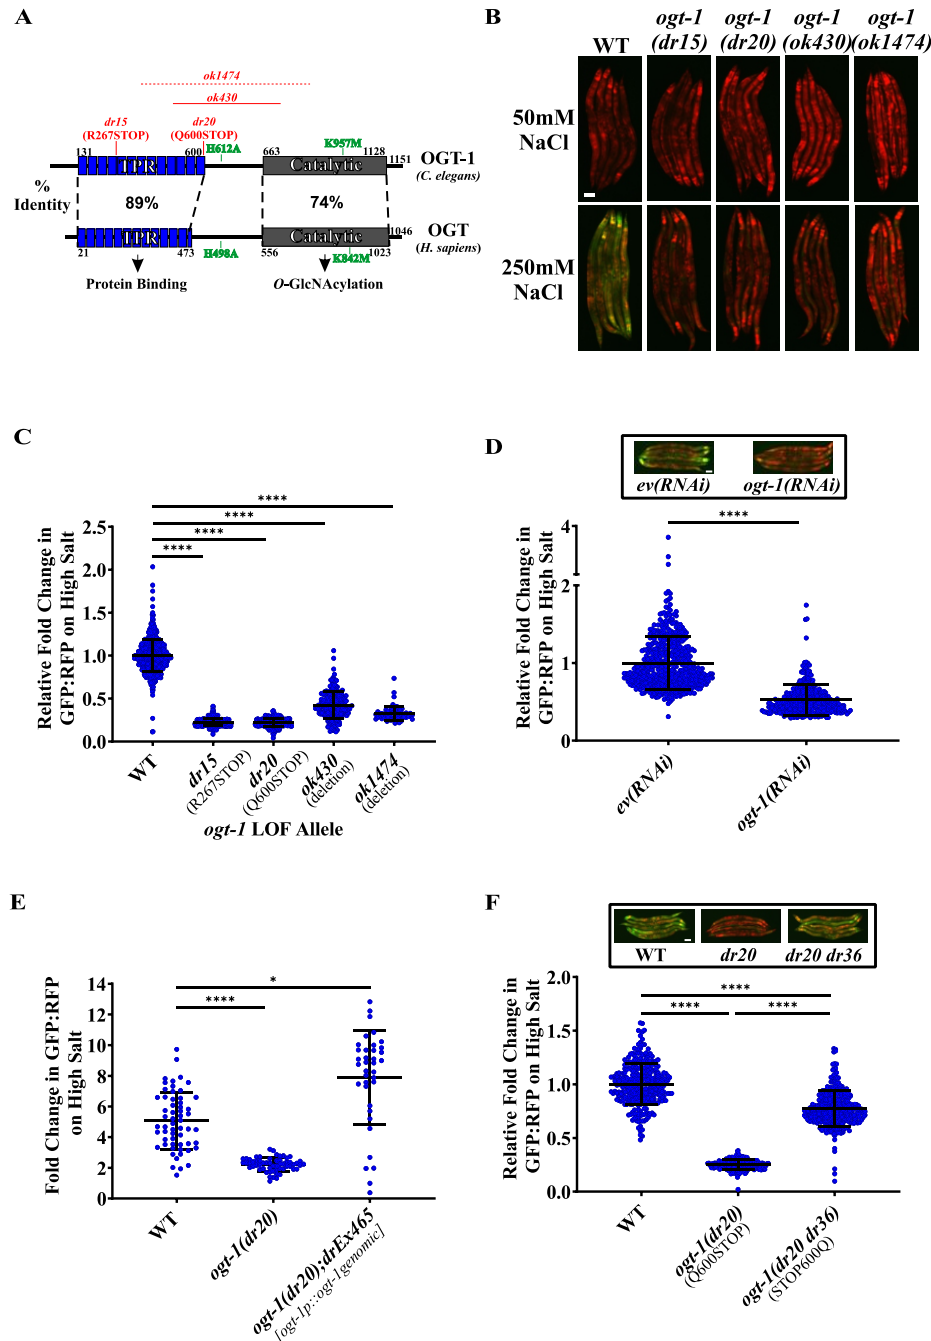 A
ok1474
ok430
dr15
(R267STOP)
dr20
(Q600STOP)
H612A
K957M
131
600
663
1128
1151
TPR
Catalytic
OGT-1
(C. elegans)
%
Identity
89%
74%
TPR
Catalytic
1046
OGT
(H. sapiens)
21
473
H498A
556
K842M
1023
Protein Binding
O-GlcNAcylation
B
WT
ogt-1
(dr15)
ogt-1
(dr20)
ogt-1
(ok430)
ogt-1
(ok1474)
50mM
NaCl
250mM
NaCl
C
Relative Fold Change in
GFP:RFP on High Salt
2.5
2.0
1.5
1.0
0.5
0.0
****
****
****
****
WT
dr15
(R267STOP)
dr20
(Q600STOP)
ok430
(deletion)
ok1474
(deletion)
ogt-1 LOF Allele
D
ev(RNAi)
ogt-1(RNAi)
Relative Fold Change in
GFP:RFP on High Salt
4
2
1
0
****
ev(RNAi)
ogt-1(RNAi)
E
Fold Change in GFP:RFP
on High Salt
14
12
10
8
6
4
2
0
*
****
WT
ogt-1(dr20)
ogt-1(dr20);drEx465
[ogt-1p::ogt-1genomic]
F
WT
dr20
dr20 dr36
Relative Fold Change in
GFP:RFP on High Salt
2.0
1.5
1.0
0.5
0.0
****
****
****
WT
ogt-1(dr20)
(Q600STOP)
ogt-1(dr20 dr36)
(STOP600Q)